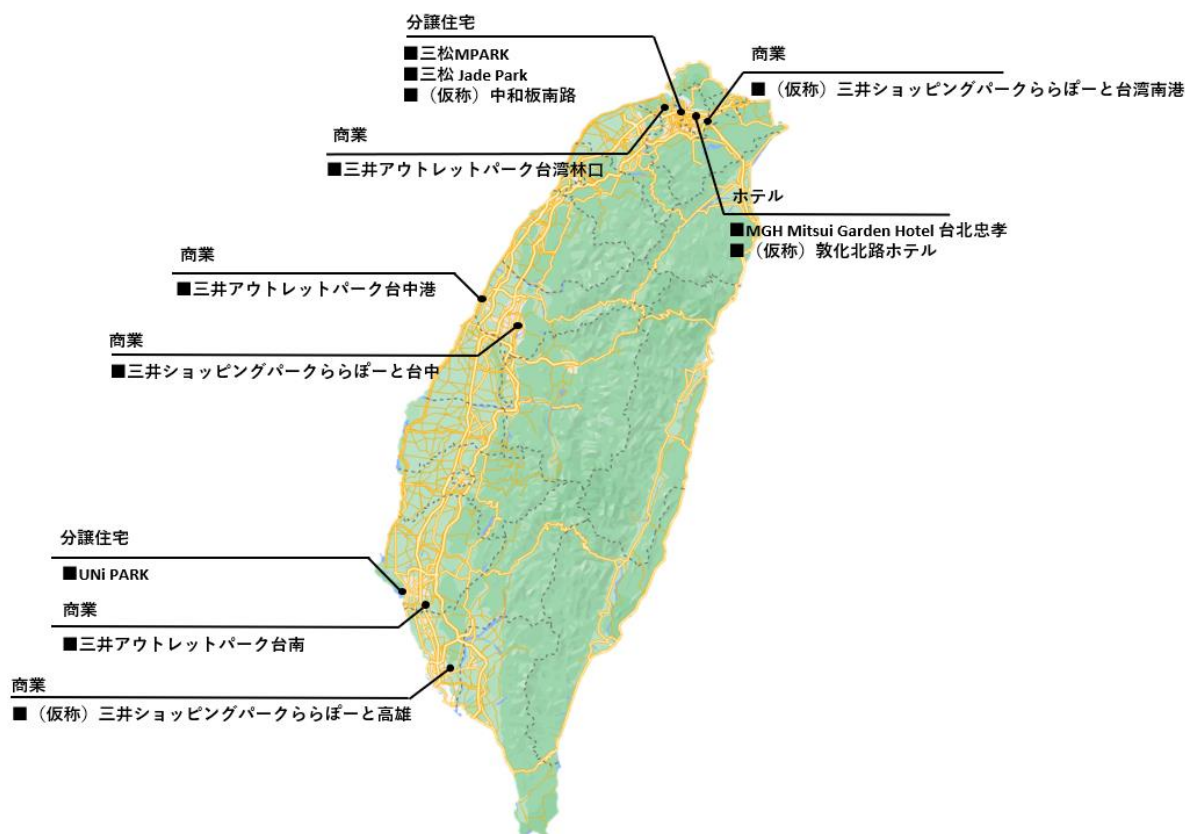 分譲住宅
■三松MPARK
■三松 Jade Park
■（仮称）中和板南路
商業
■（仮称）三井ショッピングパークららぽーと台湾南港
商業
■三井アウトレットパーク台湾林口
ホテル
■MGH Mitsui Garden Hotel 台北忠孝
■（仮称）敦化北路ホテル
商業
■三井アウトレットパーク台中港
商業
■三井ショッピングパークららぽーと台中
分譲住宅
■UNi PARK
商業
■三井アウトレットパーク台南
商業
■（仮称）三井ショッピングパークららぽーと高雄